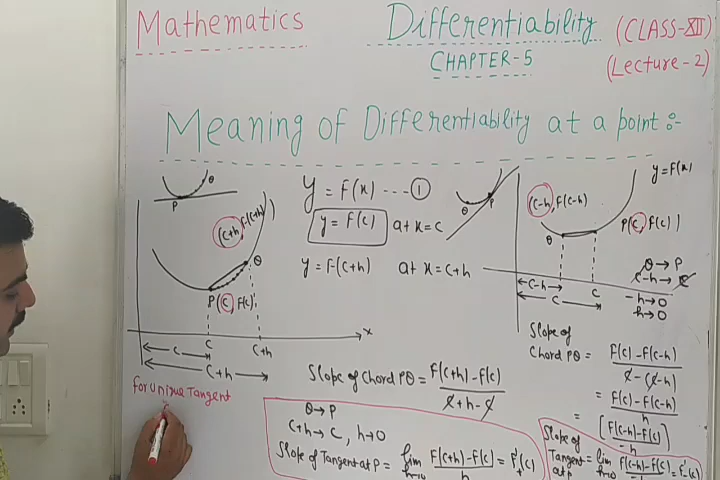 Mathematics
Differentiability (CLASS-XII)
CHAPTER-5
(Lecture-2)
Meaning of Differentiability at a point :-
P
Q
(C+h, F(C+h))
Q
P(C, F(C))
C
C+h
x
C
C+h
for Unique Tangent
y = F(x) ---- ①
y = F(c) at x=c
y = F(C+h) at x = C+h
Q
P
y=F(x)
(C-h, F(C-h)
P(C, F(C))
Q
C-h
C
C
Q→P
C-h→C
-h→0
h→0
Slope of Chord PQ = F(C+h)-F(C) / C+h-C
Q→P
C+h→C, h→0
Slope of Tangent at P = lim h→0 F(C+h)-F(C) / h = F'+(C)
Slope of
Chord PQ = F(C)-F(C-h) / C-(C-h)
= F(C)-F(C-h) / h
= [F(C-h)-F(C)] / -h
Slope of
Tangent = lim h→0 F(C-h)-F(C) / -h = F'-(C)
at P